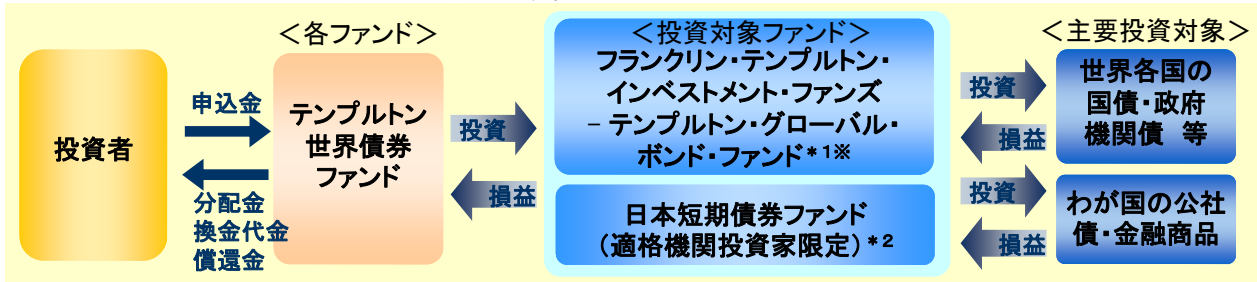 投資者
申込金
分配金
換金代金
償還金
＜各ファンド＞
テンプルトン
世界債券
ファンド
投資
損益
＜投資対象ファンド＞
フランクリン・テンプルトン・
インベストメント・ファンズ
－テンプルトン・グローバル・
ボンド・ファンド*1※
日本短期債券ファンド
（適格機関投資家限定）*2
投資
損益
投資
損益
＜主要投資対象＞
世界各国の
国債・政府
機関債　等
わが国の公社
債・金融商品